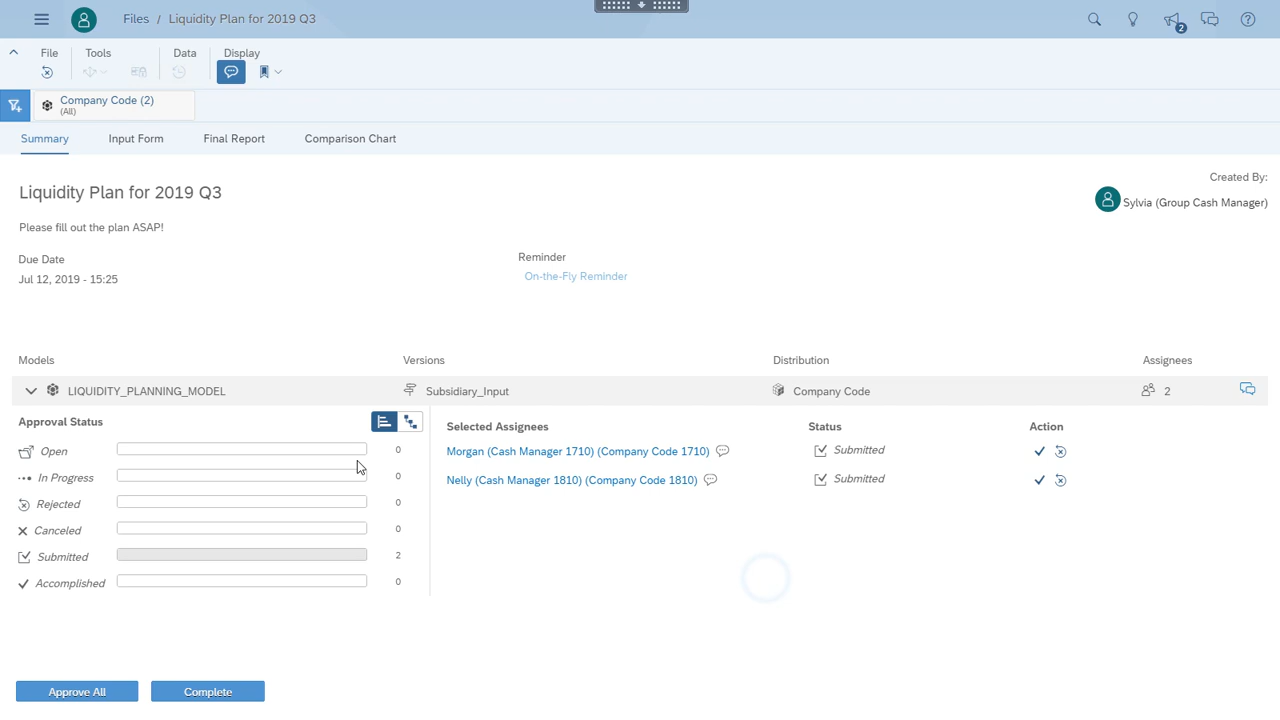 Files / Liquidity Plan for 2019 Q3
2
File Tools Data Display
Company Code (2)
(All)
Summary Input Form Final Report Comparison Chart
Created By:
Liquidity Plan for 2019 Q3
Sylvia (Group Cash Manager)
Please fill out the plan ASAP!
Due Date Reminder
Jul 12, 2019 - 15:25 On-the-Fly Reminder
Models Versions Distribution Assignees
LIQUIDITY_PLANNING_MODEL Subsidiary_Input Company Code 2
Approval Status
Selected Assignees Status Action
Open 0
Morgan (Cash Manager 1710) (Company Code 1710) Submitted
In Progress 0
Nelly (Cash Manager 1810) (Company Code 1810) Submitted
Rejected 0
Canceled 0
Submitted 2
Accomplished 0
Approve All Complete